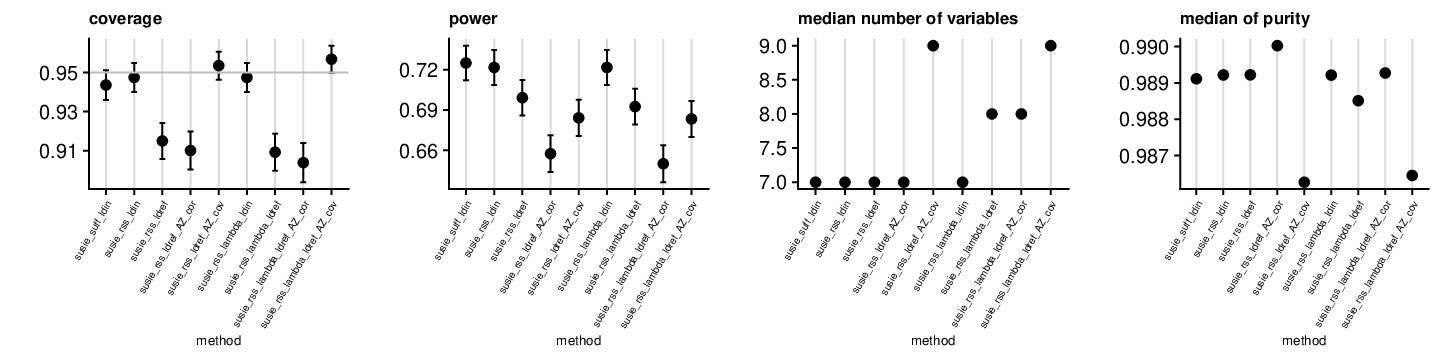 coverage
0.95
0.93
0.91
susie_suff_ldin
susie_rss_ldin
susie_rss_ldref
susie_rss_ldref_AZ_cor
susie_rss_ldref_AZ_cov
susie_rss_lambda_ldin
susie_rss_lambda_ldref
susie_rss_lambda_ldref_AZ_cor
susie_rss_lambda_ldref_AZ_cov
method
power
0.72
0.69
0.66
susie_suff_ldin
susie_rss_ldin
susie_rss_ldref
susie_rss_ldref_AZ_cor
susie_rss_ldref_AZ_cov
susie_rss_lambda_ldin
susie_rss_lambda_ldref
susie_rss_lambda_ldref_AZ_cor
susie_rss_lambda_ldref_AZ_cov
method
median number of variables
9.0
8.5
8.0
7.5
7.0
susie_suff_ldin
susie_rss_ldin
susie_rss_ldref
susie_rss_ldref_AZ_cor
susie_rss_ldref_AZ_cov
susie_rss_lambda_ldin
susie_rss_lambda_ldref
susie_rss_lambda_ldref_AZ_cor
susie_rss_lambda_ldref_AZ_cov
method
median of purity
0.990
0.989
0.988
0.987
susie_suff_ldin
susie_rss_ldin
susie_rss_ldref
susie_rss_ldref_AZ_cor
susie_rss_ldref_AZ_cov
susie_rss_lambda_ldin
susie_rss_lambda_ldref
susie_rss_lambda_ldref_AZ_cor
susie_rss_lambda_ldref_AZ_cov
method